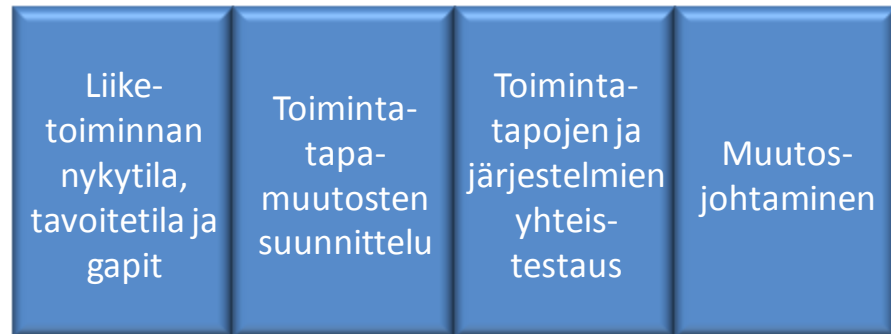 Liike-
toiminnan
nykytila,
tavoitetila ja
gapit
Toiminta-
tapa-
muutosten
suunnittelu
Toiminta-
tapojen ja
järjestelmien
yhteis-
testaus
Muutos-
johtaminen